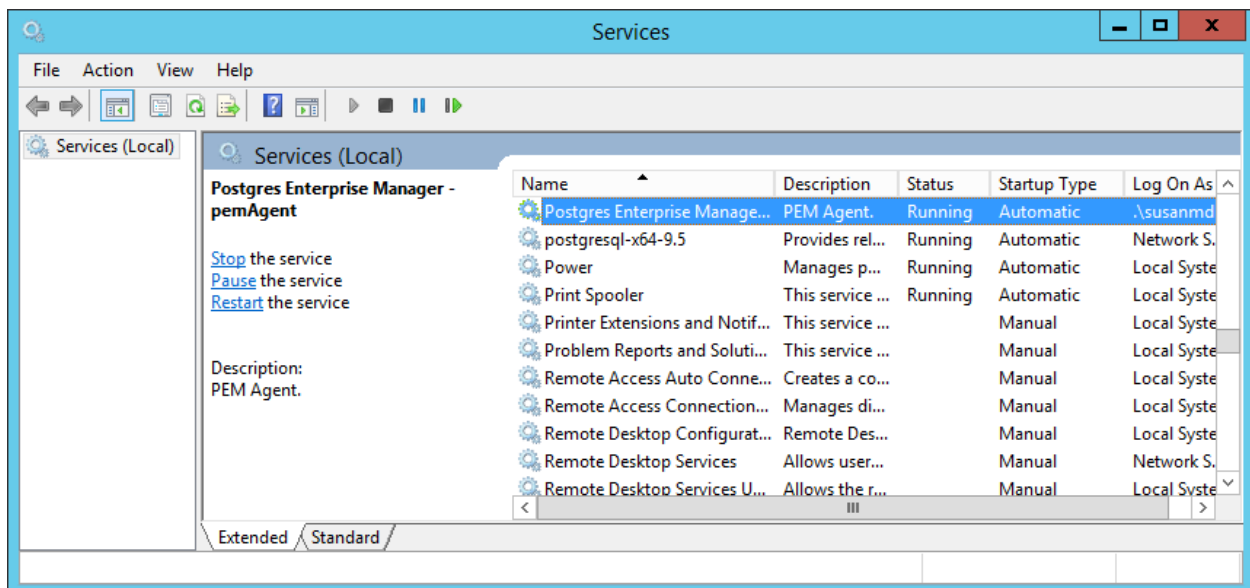 Services
File Action View Help
Services (Local)
Services (Local)
Postgres Enterprise Manager -
pemAgent
Stop the service
Pause the service
Restart the service
Description:
PEM Agent.
Name Description Status Startup Type Log On As
Postgres Enterprise Manage... PEM Agent. Running Automatic .\susanmd
postgresql-x64-9.5 Provides rel... Running Automatic Network S.
Power Manages p... Running Automatic Local Syste
Print Spooler This service ... Running Automatic Local Syste
Printer Extensions and Notif... This service ... Manual Local Syste
Problem Reports and Soluti... This service ... Manual Local Syste
Remote Access Auto Conne... Creates a co... Manual Local Syste
Remote Access Connection... Manages di... Manual Local Syste
Remote Desktop Configurat... Remote Des... Manual Local Syste
Remote Desktop Services Allows user... Manual Network S.
Remote Desktop Services U... Allows the r... Manual Local Syste
Extended Standard